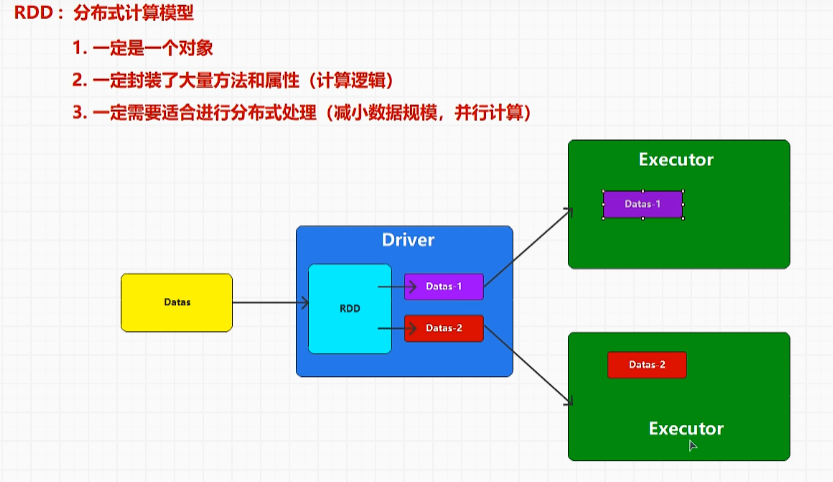 RDD : 分布式计算模型
1. 一定是一个对象
2. 一定封装了大量方法和属性（计算逻辑）
3. 一定需要适合进行分布式处理（减小数据规模，并行计算）
Executor
Datas-1
Driver
Datas
RDD
Datas-1
Datas-2
Datas-2
Executor